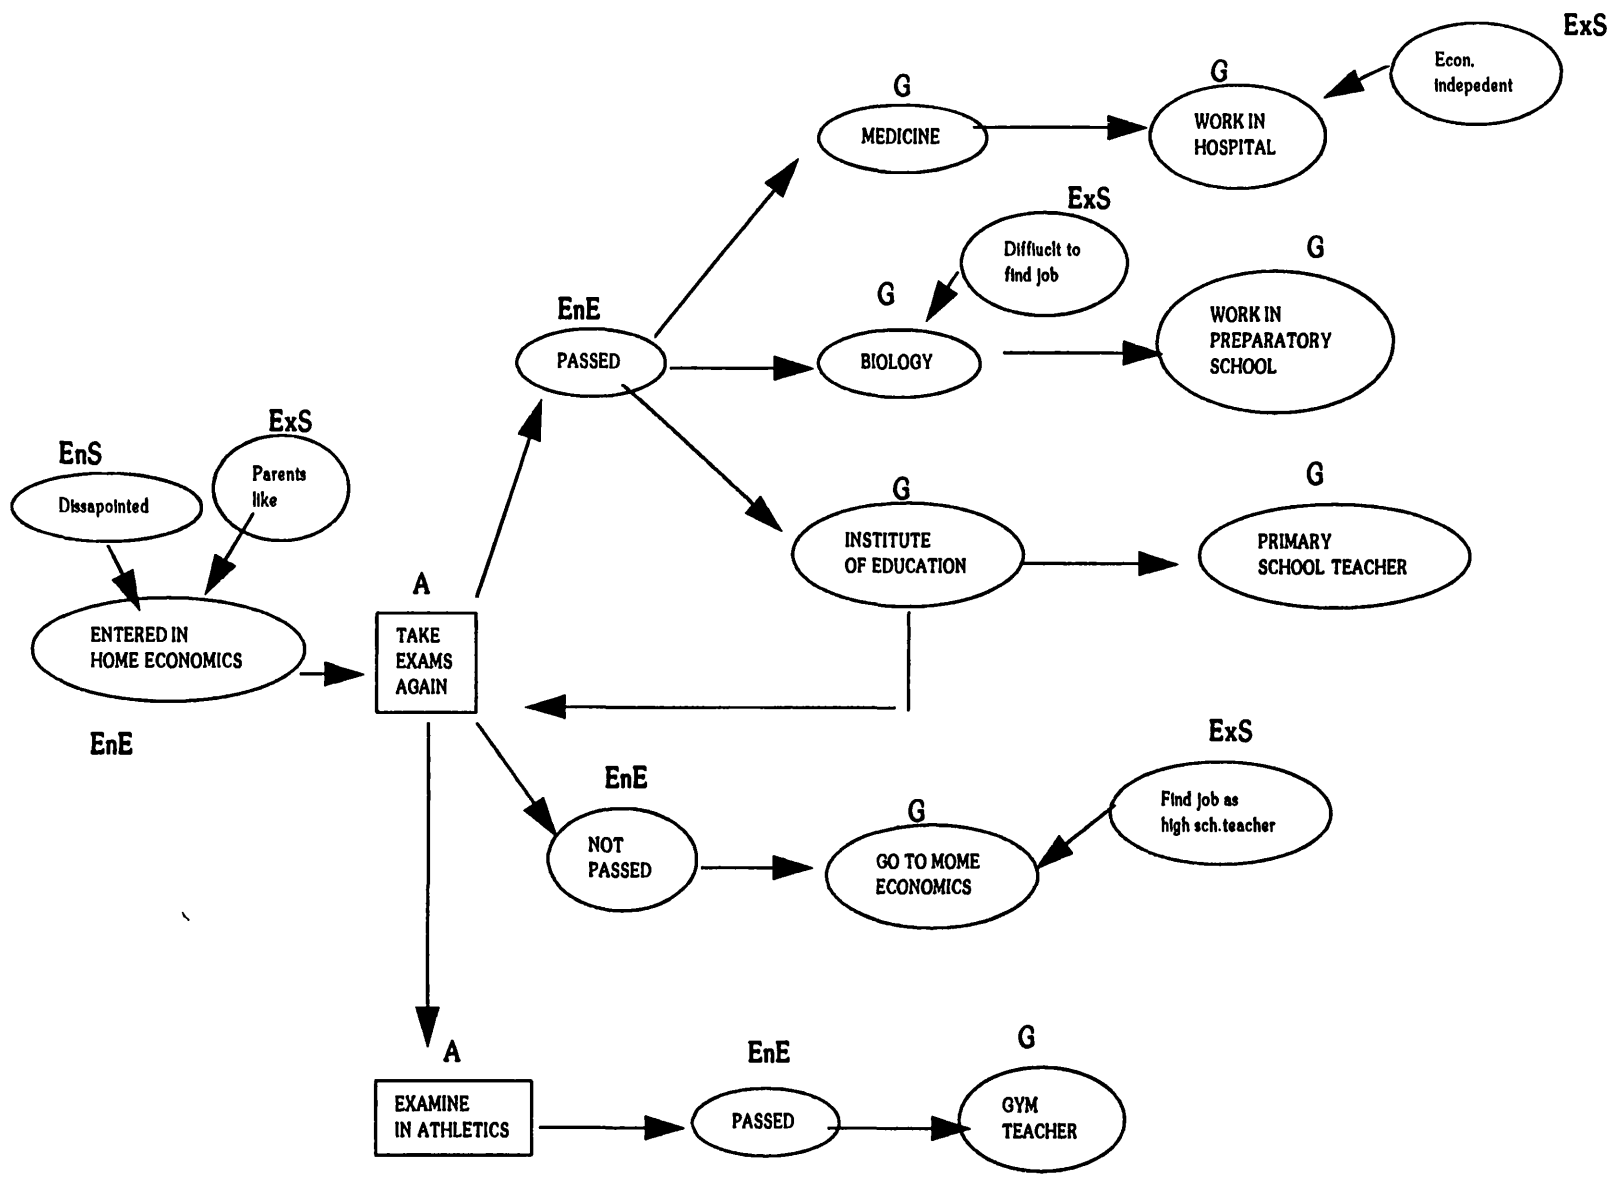 ExS
Econ.
Indepedent
G
WORK IN
HOSPITAL
G
MEDICINE
ExS
Difflucit to
find job
G
WORK IN
PREPARATORY
SCHOOL
G
BIOLOGY
EnE
PASSED
ExS
Parents
like
EnS
Dissapointed
ENTERED IN
HOME ECONOMICS
EnE
A
TAKE
EXAMS
AGAIN
G
INSTITUTE
OF EDUCATION
G
PRIMARY
SCHOOL TEACHER
EnE
NOT
PASSED
G
GO TO MOME
ECONOMICS
ExS
Find job as
high sch.teacher
A
EXAMINE
IN ATHLETICS
EnE
PASSED
G
GYM
TEACHER